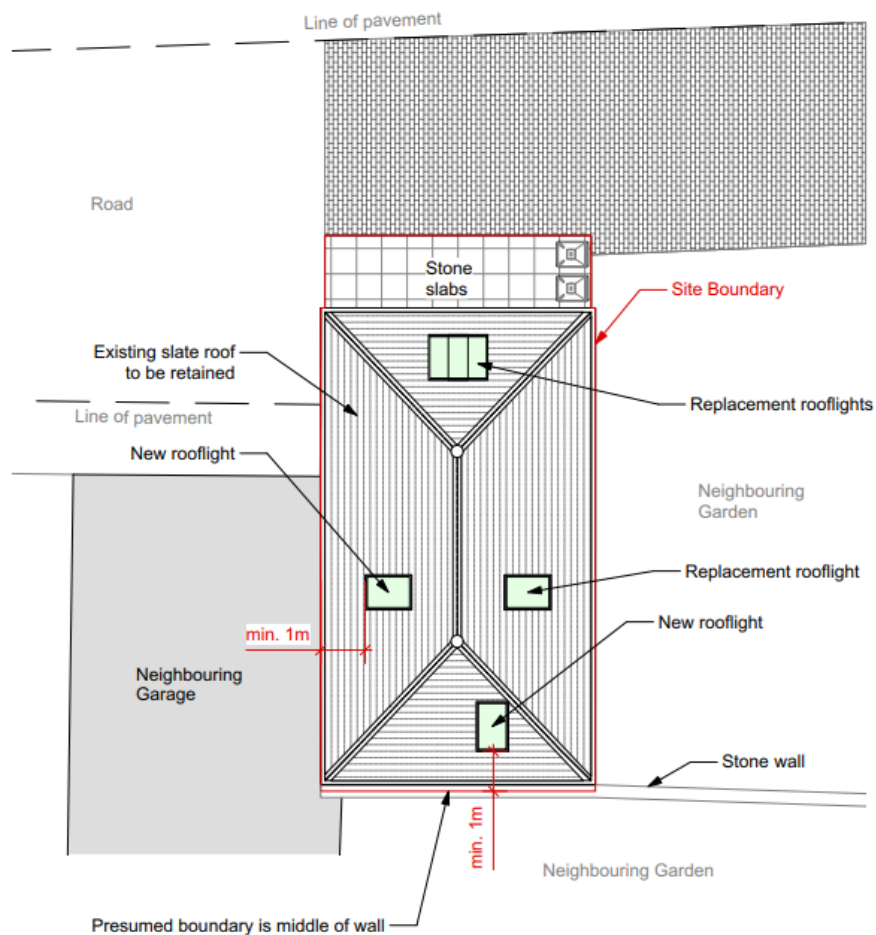 Line of pavement
Road
Stone
slabs
Site Boundary
Existing slate roof
to be retained
Replacement rooflights
Line of pavement
New rooflight
Neighbouring
Garden
Replacement rooflight
New rooflight
min. 1m
Neighbouring
Garage
Stone wall
min. 1m
Neighbouring Garden
Presumed boundary is middle of wall